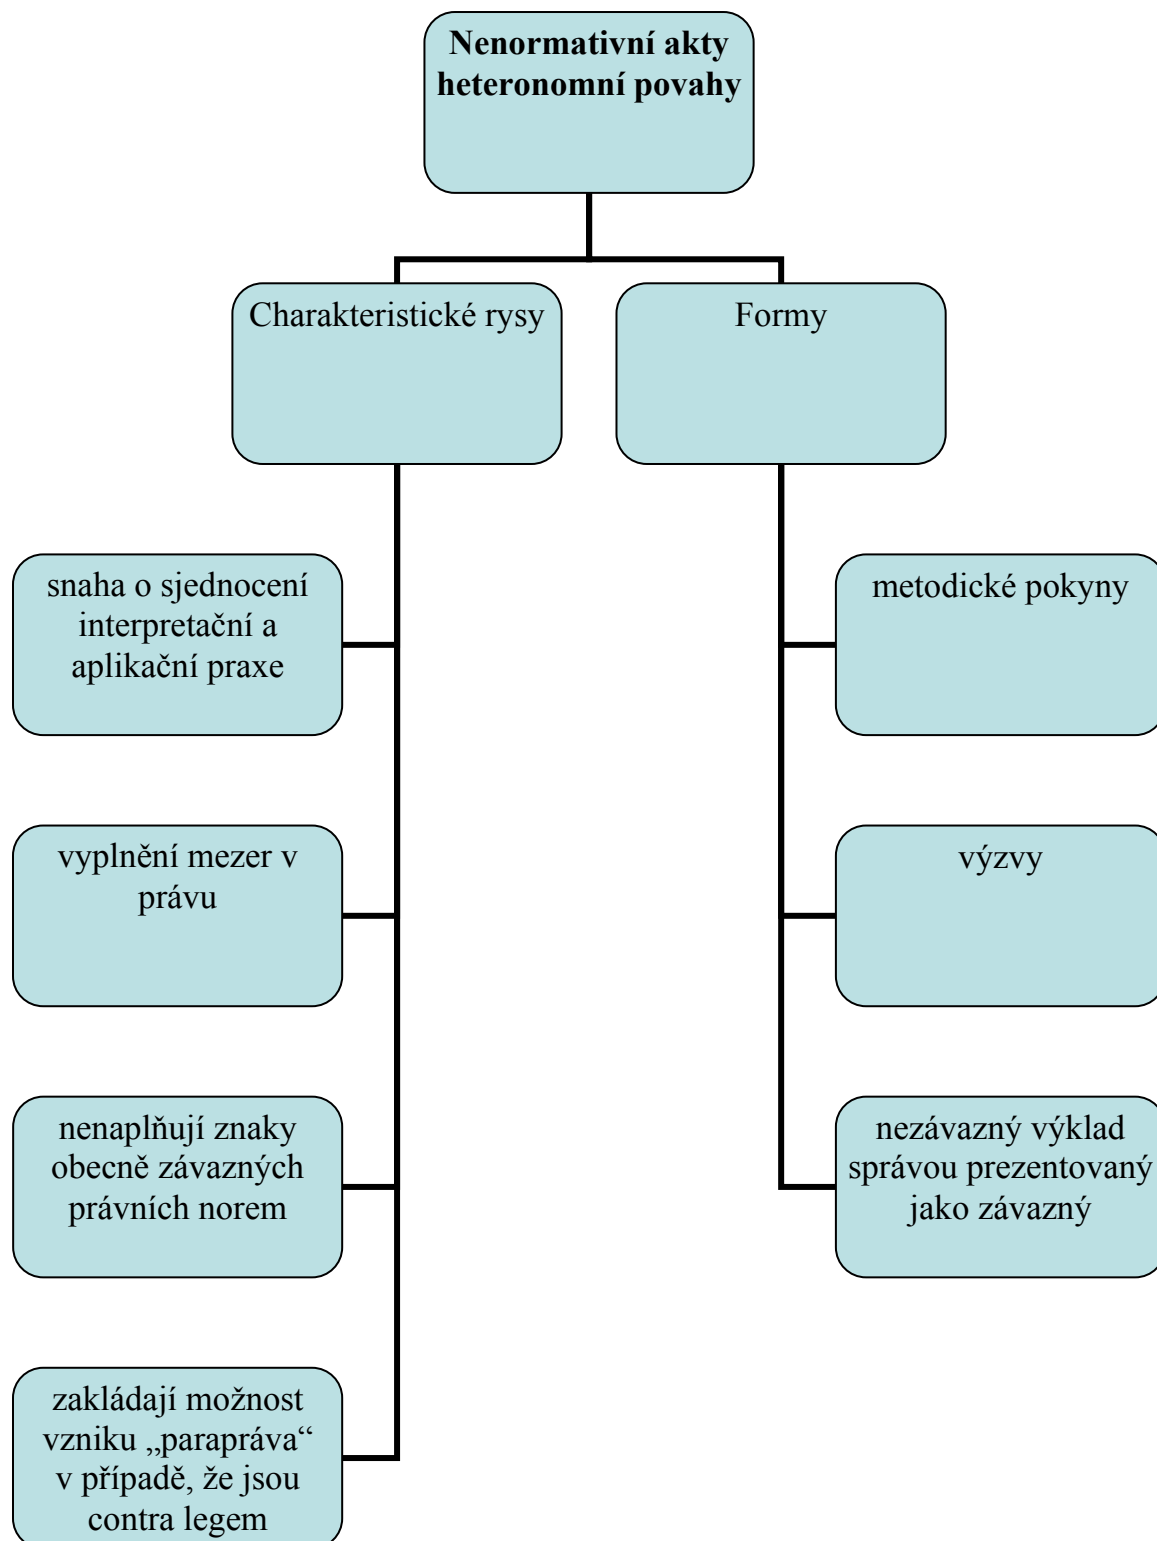 Nenormativní akty
heteronomní povahy
Charakteristické rysy
Formy
snaha o sjednocení
interpretační a
aplikační praxe
metodické pokyny
vyplnění mezer v
právu
výzvy
nenaplňují znaky
obecně závazných
právních norem
nezávazný výklad
správou prezentovaný
jako závazný
zakládají možnost
vzniku „parapráva“
v případě, že jsou
contra legem